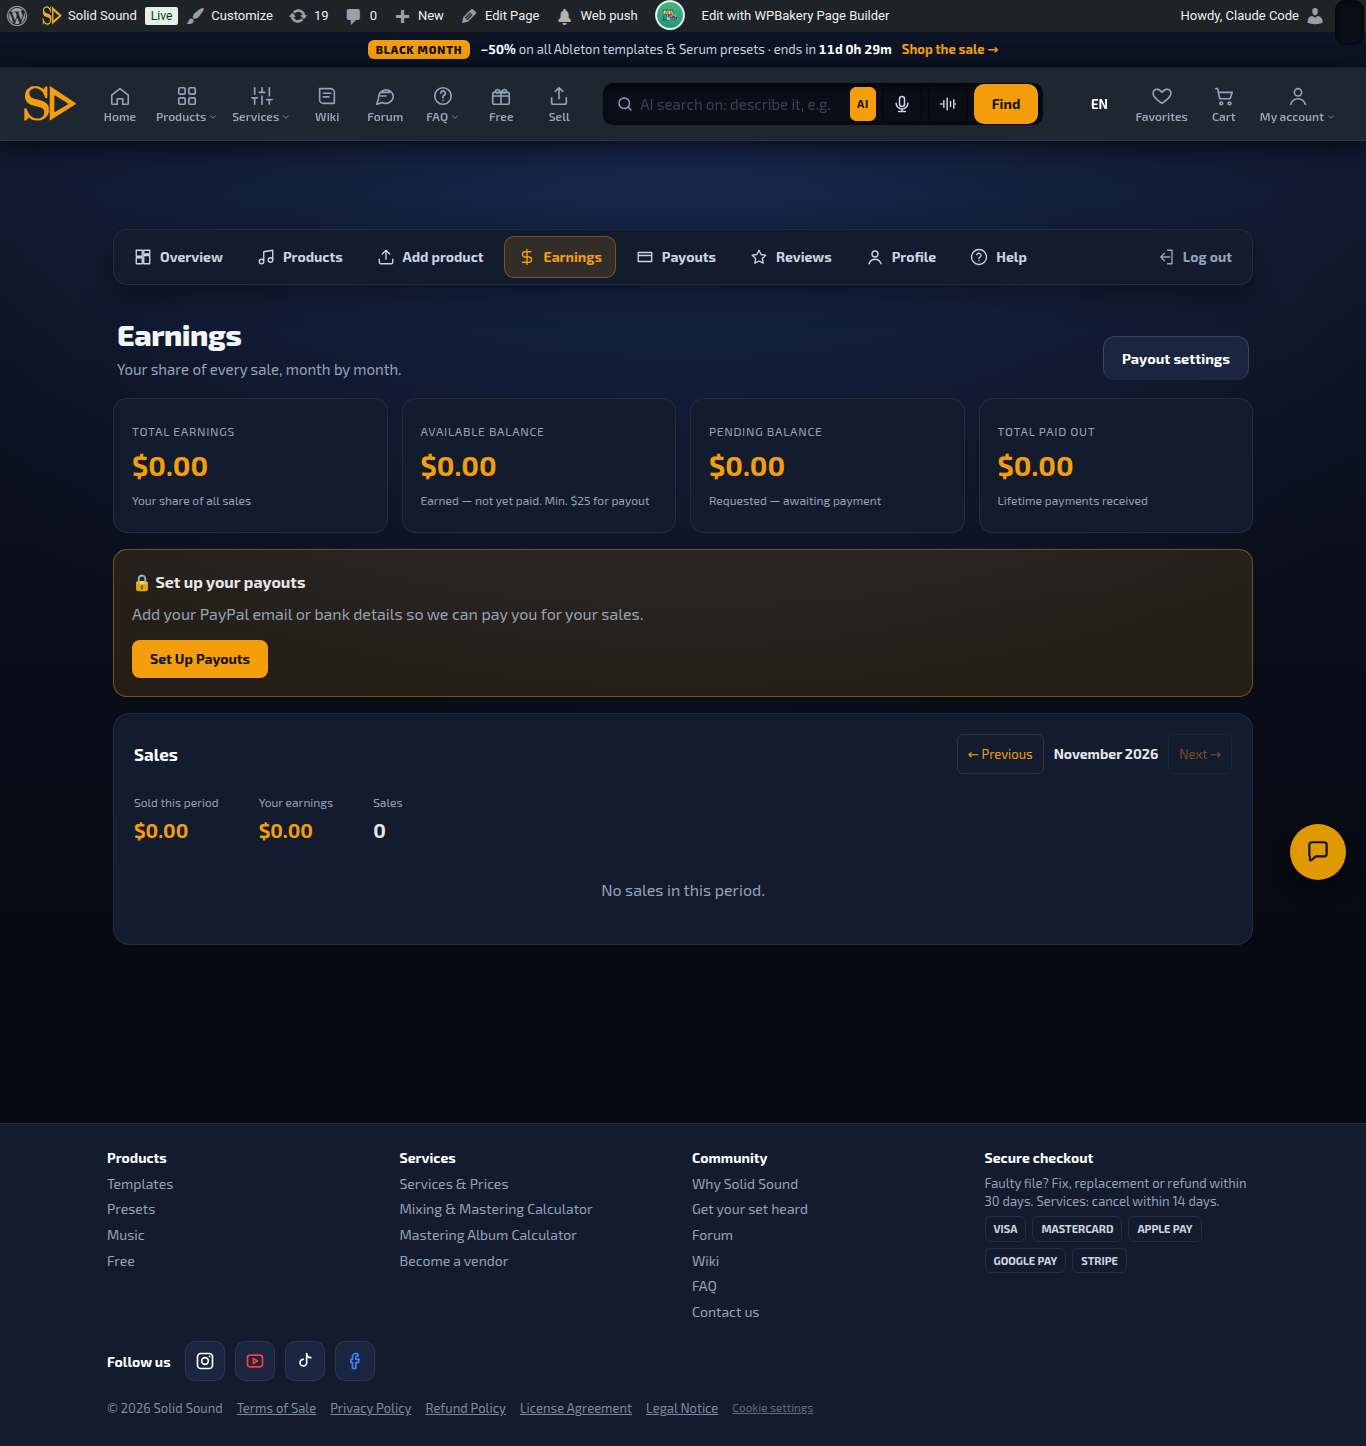 Solid Sound Live Customize 19 0 New Edit Page Web push Edit with WPBakery Page Builder Howdy, Claude Code
BLACK MONTH −50% on all Ableton templates & Serum presets · ends in 11d 0h 29m Shop the sale →
Home Products Services Wiki Forum FAQ Free Sell AI search on: describe it, e.g. AI Find EN Favorites Cart My account
Overview Products Add product Earnings Payouts Reviews Profile Help Log out
Earnings
Your share of every sale, month by month.
Payout settings
TOTAL EARNINGS AVAILABLE BALANCE PENDING BALANCE TOTAL PAID OUT
$0.00 $0.00 $0.00 $0.00
Your share of all sales Earned — not yet paid. Min. $25 for payout Requested — awaiting payment Lifetime payments received
Set up your payouts
Add your PayPal email or bank details so we can pay you for your sales.
Set Up Payouts
Sales ← Previous November 2026 Next →
Sold this period Your earnings Sales
$0.00 $0.00 0
No sales in this period.
Products Services Community Secure checkout
Templates Services & Prices Why Solid Sound Faulty file? Fix, replacement or refund within
30 days. Services: cancel within 14 days.
Presets Mixing & Mastering Calculator Get your set heard
VISA MASTERCARD APPLE PAY
Music Mastering Album Calculator Forum
Free Become a vendor Wiki GOOGLE PAY STRIPE
FAQ
Contact us
Follow us
© 2026 Solid Sound Terms of Sale Privacy Policy Refund Policy License Agreement Legal Notice Cookie settings